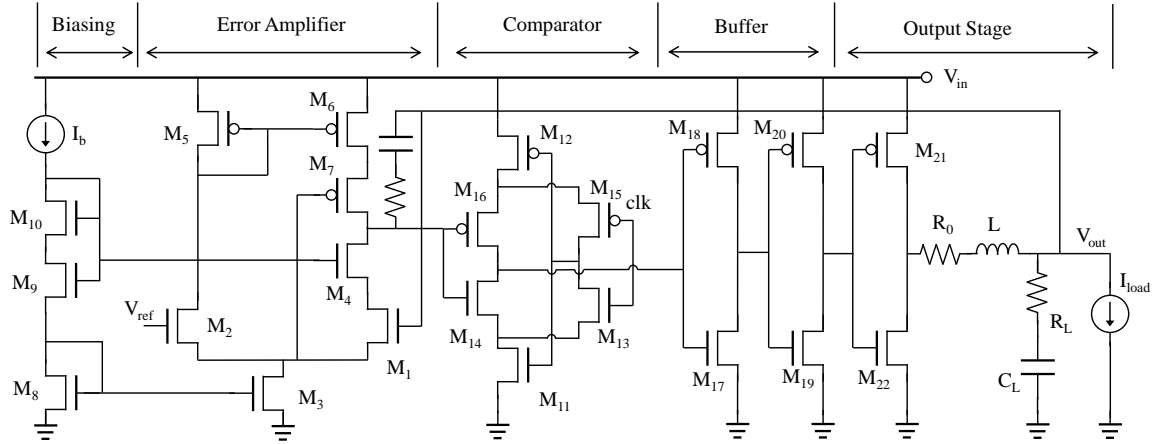 Biasing
Error Amplifier
Comparator
Buffer
Output Stage
V_in
I_b
M_5
M_6
M_7
M_12
M_16
M_15
clk
M_18
M_20
M_21
M_10
M_9
M_4
R_0
L
V_out
I_load
V_ref
M_2
M_1
M_14
M_13
R_L
M_8
M_3
M_11
M_17
M_19
M_22
C_L